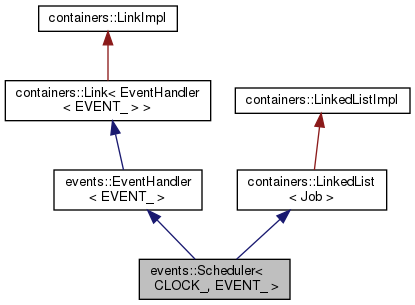 containers::LinkImpl
containers::Link< EventHandler
< EVENT_ > >
containers::LinkedListImpl
events::EventHandler
< EVENT_ >
containers::LinkedList
< Job >
events::Scheduler<
CLOCK_, EVENT_ >